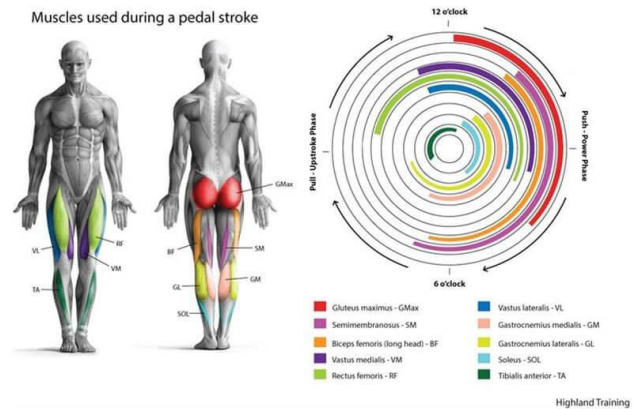 Muscles used during a pedal stroke
12 o'clock
Pull - Upstroke Phase
Push - Power Phase
GMax
VL
RF
VM
TA
BF
SM
GL
GM
SOL
6 o'clock
Gluteus maximus - GMax
Semimembranosus - SM
Biceps femoris (long head) - BF
Vastus medialis - VM
Rectus femoris - RF
Vastus lateralis - VL
Gastrocnemius medialis - GM
Gastrocnemius lateralis - GL
Soleus - SOL
Tibialis anterior - TA
Highland Training